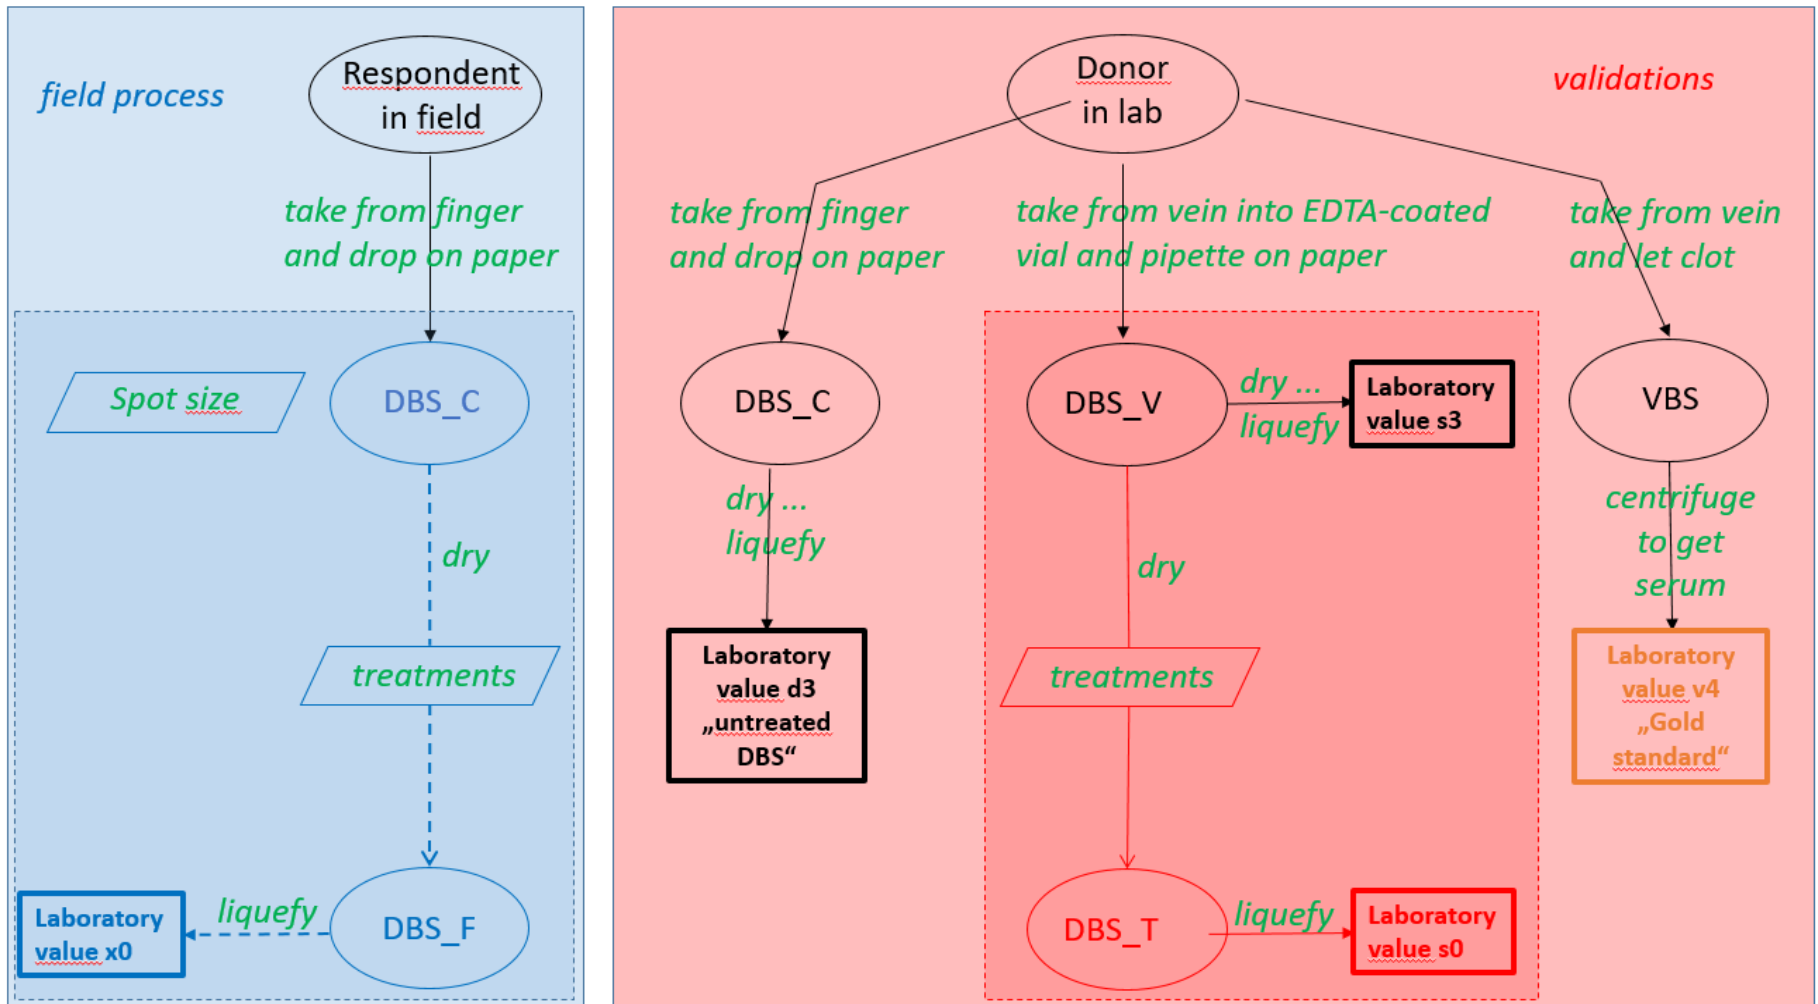 field process
Respondent
in field
take from finger
and drop on paper
Spot size
DBS_C
dry
treatments
DBS_F
liquefy
Laboratory
value x0
validations
Donor
in lab
take from finger
and drop on paper
take from vein into EDTA-coated
vial and pipette on paper
take from vein
and let clot
DBS_C
dry ...
liquefy
Laboratory
value d3
„untreated
DBS“
DBS_V
dry ...
liquefy
Laboratory
value s3
dry
treatments
DBS_T
liquefy
Laboratory
value s0
VBS
centrifuge
to get
serum
Laboratory
value v4
„Gold
standard“